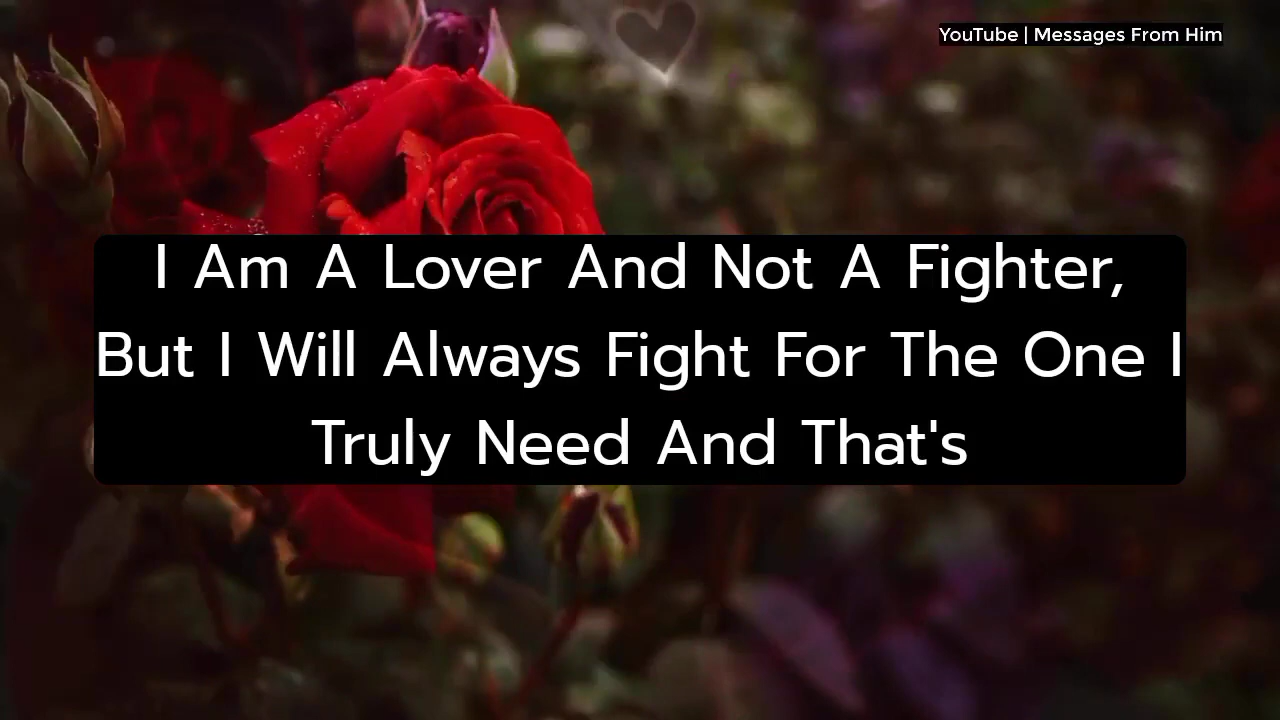 YouTube | Messages From Him
I Am A Lover And Not A Fighter,
But I Will Always Fight For The One I
Truly Need And That's